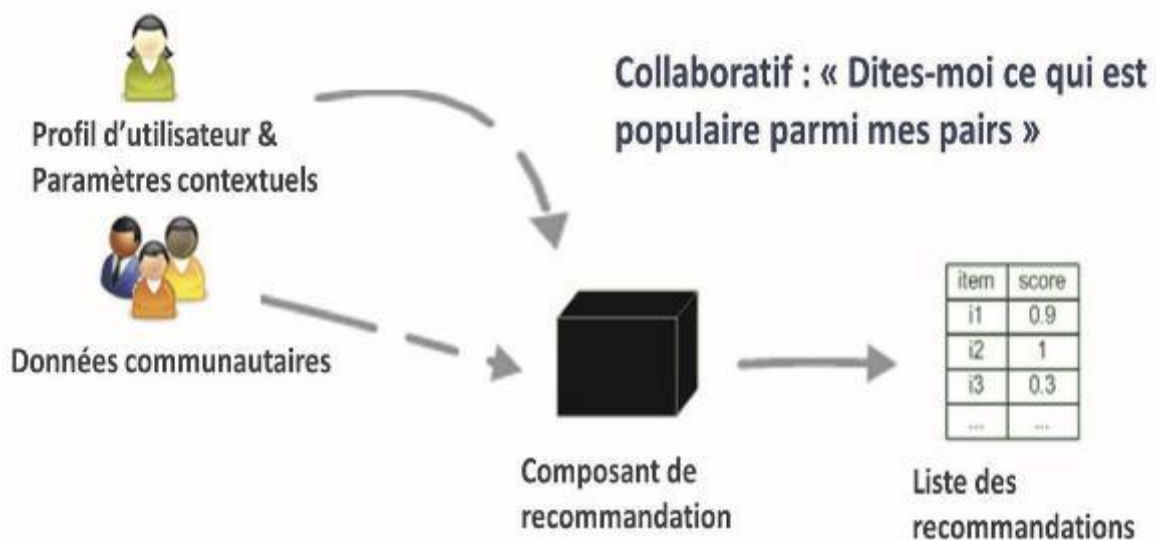 Collaboratif : « Dites-moi ce qui est
populaire parmi mes pairs »
Profil d'utilisateur &
Paramètres contextuels
Données communautaires
Composant de
recommandation
item score
i1 0.9
i2 1
i3 0.3
... ...
Liste des
recommandations